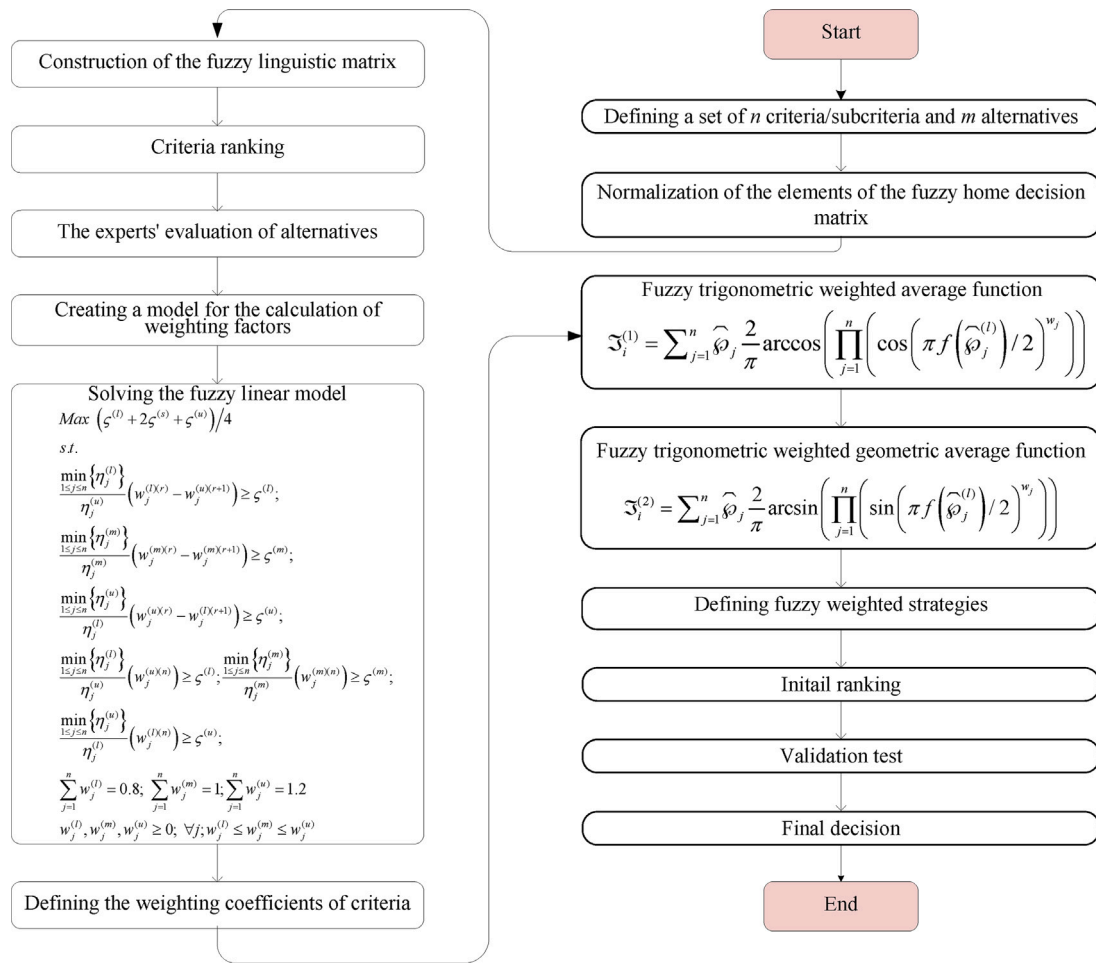 Start
Defining a set of n criteria/subcriteria and m alternatives
Normalization of the elements of the fuzzy home decision
matrix
Construction of the fuzzy linguistic matrix
Criteria ranking
The experts' evaluation of alternatives
Creating a model for the calculation of
weighting factors
Solving the fuzzy linear model
Max (ς^(l) + 2ς^(s) + ς^(u))/4
s.t.
min_{1≤j≤n}{η_j^(l)}/η_j^(u) (w_j^(l)(r) − w_j^(u)(r+1)) ≥ ς^(l);
min_{1≤j≤n}{η_j^(m)}/η_j^(m) (w_j^(m)(r) − w_j^(m)(r+1)) ≥ ς^(m);
min_{1≤j≤n}{η_j^(u)}/η_j^(l) (w_j^(u)(r) − w_j^(l)(r+1)) ≥ ς^(u);
min_{1≤j≤n}{η_j^(l)}/η_j^(u) (w_j^(u)(n)) ≥ ς^(l); min_{1≤j≤n}{η_j^(m)}/η_j^(m) (w_j^(m)(n)) ≥ ς^(m);
min_{1≤j≤n}{η_j^(u)}/η_j^(l) (w_j^(l)(n)) ≥ ς^(u);
∑_{j=1}^n w_j^(l) = 0.8; ∑_{j=1}^n w_j^(m) = 1; ∑_{j=1}^n w_j^(u) = 1.2
w_j^(l), w_j^(m), w_j^(u) ≥ 0; ∀j; w_j^(l) ≤ w_j^(m) ≤ w_j^(u)
Defining the weighting coefficients of criteria
Fuzzy trigonometric weighted average function
ℑ_i^(1) = ∑_{j=1}^n ℘̂_j 2/π arccos(∏_{j=1}^n (cos(π f(℘̂_j^(l))/2)^{w_j}))
Fuzzy trigonometric weighted geometric average function
ℑ_i^(2) = ∑_{j=1}^n ℘̂_j 2/π arcsin(∏_{j=1}^n (sin(π f(℘̂_j^(l))/2)^{w_j}))
Defining fuzzy weighted strategies
Initail ranking
Validation test
Final decision
End